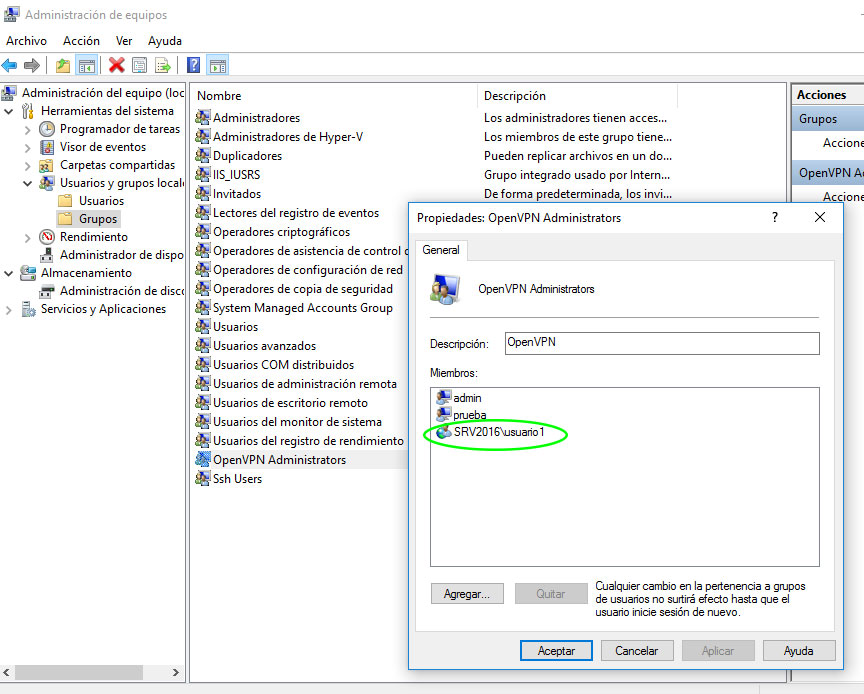 Administración de equipos
Archivo Acción Ver Ayuda
Administración del equipo (loc
Herramientas del sistema
Programador de tareas
Visor de eventos
Carpetas compartidas
Usuarios y grupos locale
Usuarios
Grupos
Rendimiento
Administrador de dispo
Almacenamiento
Administración de disco
Servicios y Aplicaciones
Nombre Descripción
Administradores Los administradores tienen acces...
Administradores de Hyper-V Los miembros de este grupo tiene...
Duplicadores Pueden replicar archivos en un do...
IIS_IUSRS Grupo integrado usado por Intern...
Invitados De forma predeterminada, los invi...
Lectores del registro de eventos
Operadores criptográficos
Operadores de asistencia de control d
Operadores de configuración de red
Operadores de copia de seguridad
System Managed Accounts Group
Usuarios
Usuarios avanzados
Usuarios COM distribuidos
Usuarios de administración remota
Usuarios de escritorio remoto
Usuarios del monitor de sistema
Usuarios del registro de rendimiento
OpenVPN Administrators
Ssh Users
Acciones
Grupos
Accione
OpenVPN Ad
Accione
Propiedades: OpenVPN Administrators ?
General
OpenVPN Administrators
Descripción: OpenVPN
Miembros:
admin
prueba
SRV2016\usuario1
Agregar... Quitar
Cualquier cambio en la pertenencia a grupos
de usuarios no surtirá efecto hasta que el
usuario inicie sesión de nuevo.
Aceptar Cancelar Aplicar Ayuda